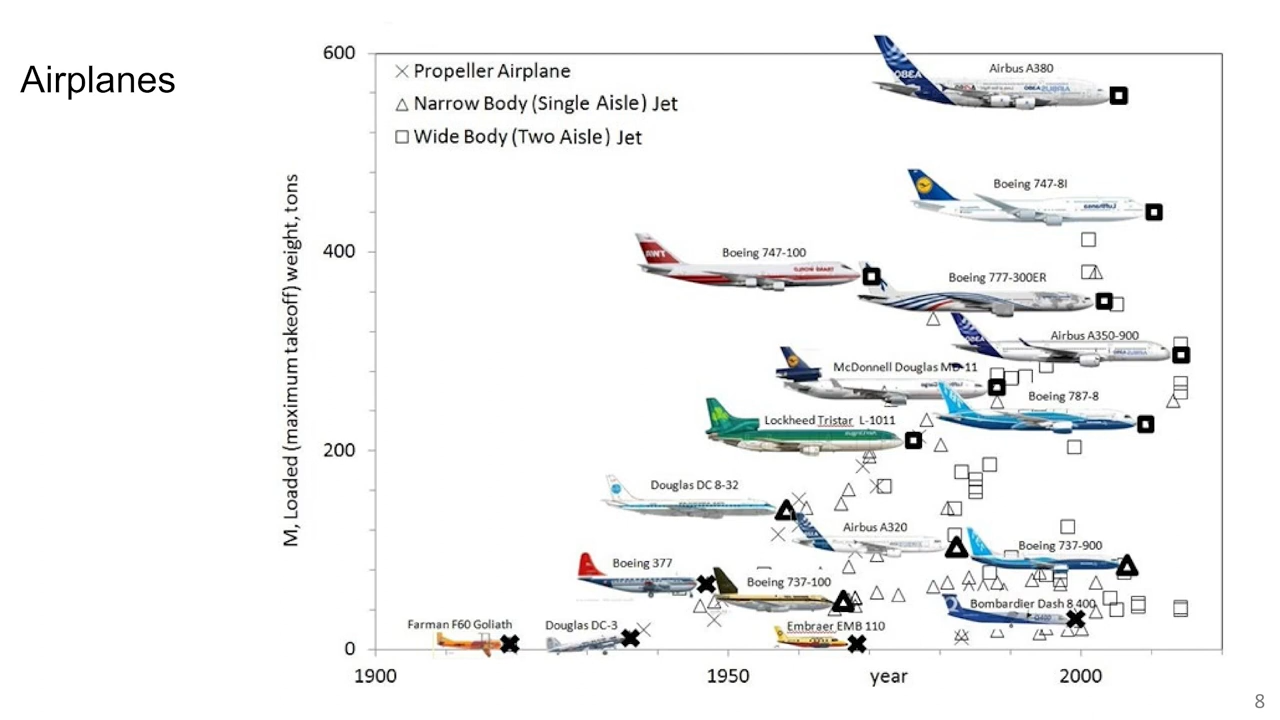 Airplanes
600
400
200
0
1900
1950
year
2000
M, Loaded (maximum takeoff) weight, tons
Propeller Airplane
Narrow Body (Single Aisle) Jet
Wide Body (Two Aisle) Jet
Airbus A380
Boeing 747-8I
Boeing 747-100
Boeing 777-300ER
Airbus A350-900
McDonnell Douglas MD-11
Boeing 787-8
Lockheed Tristar L-1011
Douglas DC 8-32
Airbus A320
Boeing 737-900
Boeing 377
Boeing 737-100
Bombardier Dash 8 400
Farman F60 Goliath
Douglas DC-3
Embraer EMB 110
8